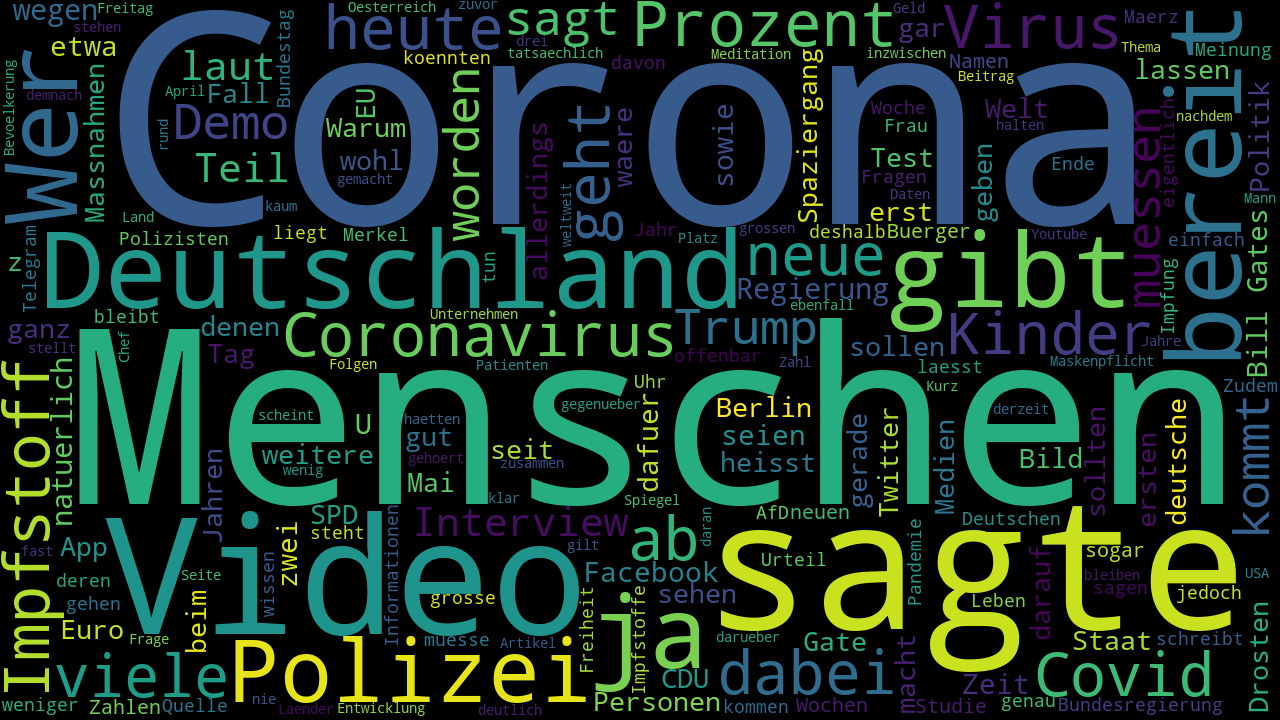 wegen
Freitag
stehen
etwa
Wer
Bevoelkerung
demnach
Massnahmen
Corona
laut
April
Fall
Demo
Teil
rund
Bundestag
Oesterreich
heute
zuvor
koennten
EU
Warum
wohl
gemacht
worden
sagt
drei
tatsaechlich
Prozent
davon
allerdings
geht
waere
weltweit
Meditation
sowie
Geld
gar
inzwischen
Spaziergang
Virus
Namen
Beitrag
Maerz
Thema
Meinung
lassen
bereit
Woche
Welt
halten
Frau
Test
Fragen
Daten
erst
geben
Ende
muessen
eigentlich
nachdem
Politik
Mann
Land
kaum
Polizisten
liegt
Merkel
z
Telegram
Deutschland
tun
Jahr
Platz
grossen
deshalb
Buerger
Youtube
einfach
neue
Regierung
gibt
Impfung
Bill Gates
bleibt
ganz
stellt
Chef
denen
Tag
Coronavirus
Unternehmen
Folgen
Patienten
Trump
offenbar
ebenfall
Zahl
sollen
Kinder
laesst
Kurz
Jahre
Maskenpflicht
Zudem
Impfstoff
natuerlich
Menschen
scheint
U
weitere
wenig
haetten
gut
gehoert
Mai
klar
seit
zusammen
gegenueber
Uhr
dafuer
Spiegel
Berlin
seien
heisst
gerade
Twitter
Medien
derzeit
Bild
sollten
ersten
deutsche
kommt
Jahren
fast
App
deren
gehen
Euro
Frage
Video
Seite
beim
wissen
zwei
SPD
steht
Informationen
Interview
grosse
muesse
Artikel
gilt
ab
daran
Facebook
sehen
Freiheit
ja
Impfstoffe
AfD
neuen
Urteil
sagte
darueber
Pandemie
Deutschen
Leben
darauf
sogar
bleiben
sagen
jedoch
USA
Staat
schreibt
Drosten
viele
weniger
Zahlen
Quelle
Polizei
nie
Laender
Entwicklung
deutlich
Personen
CDU
kommen
dabei
Gate
Wochen
macht
Studie
Zeit
genau
Covid
Bundesregierung